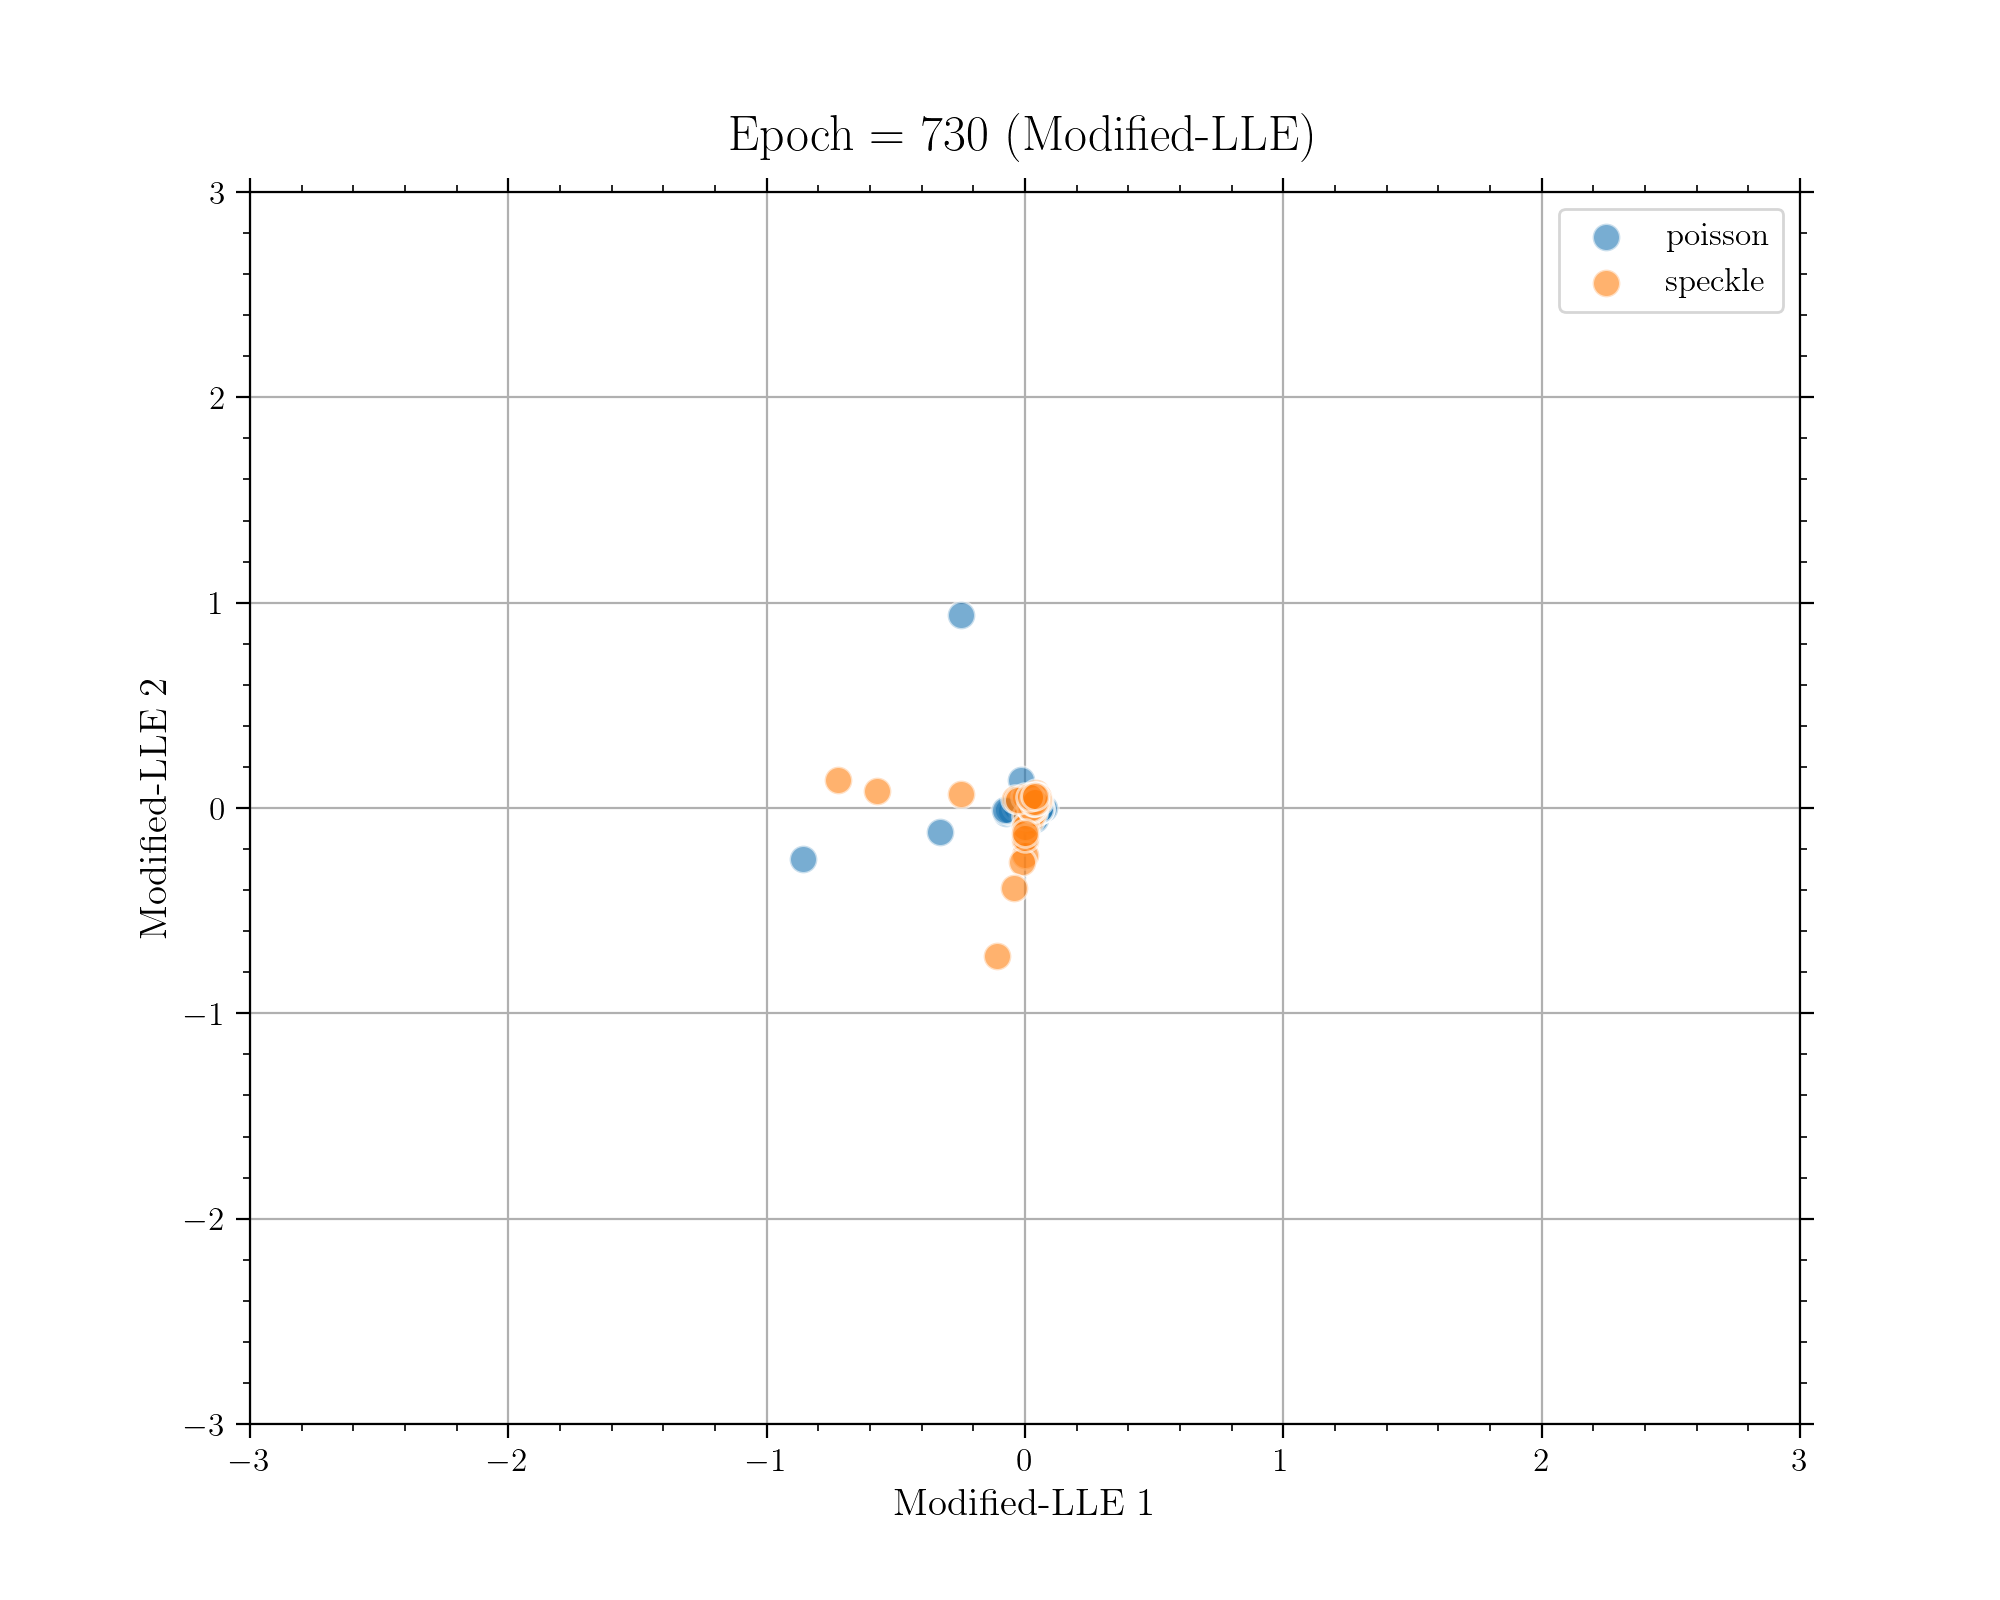 Epoch = 730 (Modified-LLE)
3
2
1
0
−1
−2
−3
Modified-LLE 2
poisson
speckle
−3 −2 −1 0 1 2 3
Modified-LLE 1